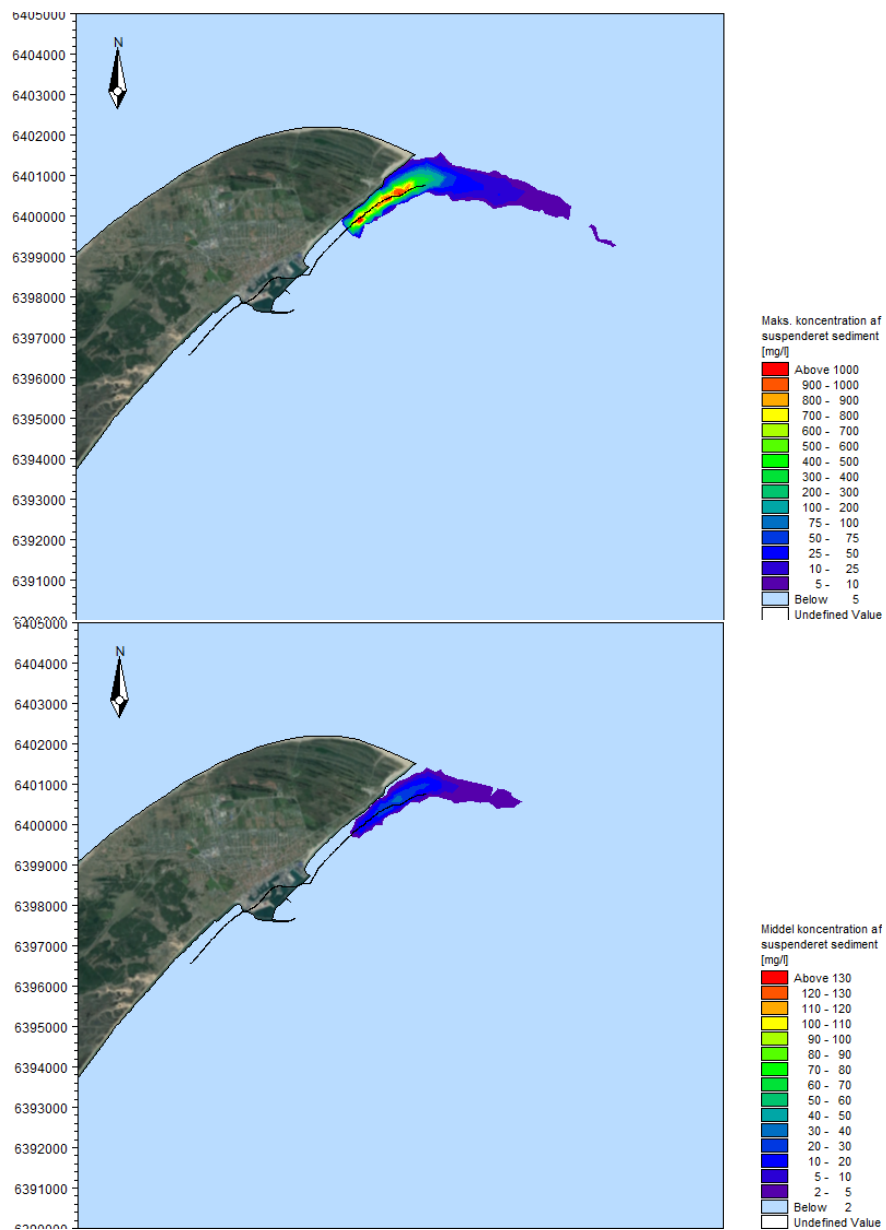 6405000
N
6404000
6403000
6402000
6401000
6400000
6399000
6398000
6397000
6396000
6395000
6394000
6393000
6392000
6391000
Maks. koncentration af
suspenderet sediment
[mg/l]
Above 1000
900 - 1000
800 - 900
700 - 800
600 - 700
500 - 600
400 - 500
300 - 400
200 - 300
100 - 200
75 - 100
50 - 75
25 - 50
10 - 25
5 - 10
Below 5
Undefined Value
6405000
N
6404000
6403000
6402000
6401000
6400000
6399000
6398000
6397000
6396000
6395000
6394000
6393000
6392000
6391000
Middel koncentration af
suspenderet sediment
[mg/l]
Above 130
120 - 130
110 - 120
100 - 110
90 - 100
80 - 90
70 - 80
60 - 70
50 - 60
40 - 50
30 - 40
20 - 30
10 - 20
5 - 10
2 - 5
Below 2
Undefined Value